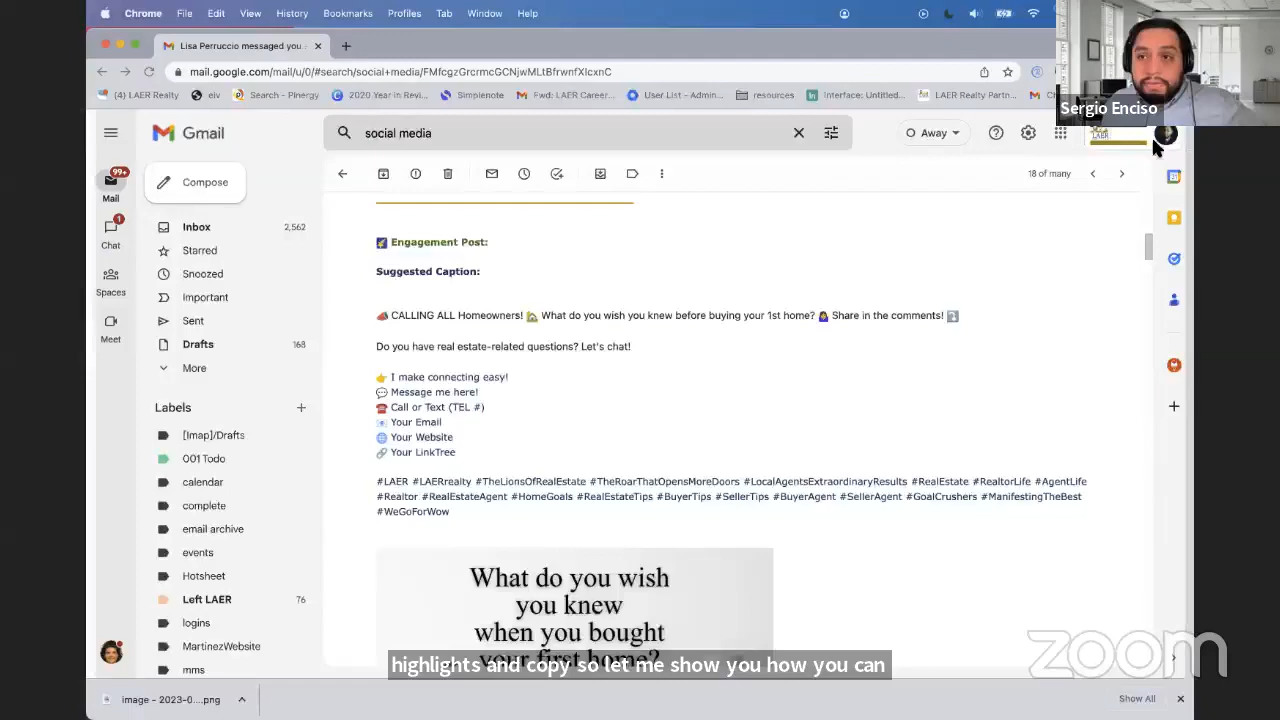 Chrome File Edit View History Bookmarks Profiles Tab Window Help
Lisa Perruccio messaged you
mail.google.com/mail/u/0/#search/social+media/FMfcgzGrcrmcGCNjwMLtBfrwnfXlcxnC
(4) LAER Realty eiv Search - Pinergy 2020 Year in Revi... Simplenote Fwd: LAER Career... User List - Admin... resources Interface: Untitled... LAER Realty Partn...
Sergio Enciso
Gmail
social media
Away
LAER
99+
Mail
1
Chat
Spaces
Meet
Compose
Inbox 2,562
Starred
Snoozed
Important
Sent
Drafts 168
More
Labels
[Imap]/Drafts
001 Todo
calendar
complete
email archive
events
Hotsheet
Left LAER 76
logins
MartinezWebsite
mms
18 of many
Engagement Post:
Suggested Caption:
CALLING ALL Homeowners! What do you wish you knew before buying your 1st home? Share in the comments!
Do you have real estate-related questions? Let's chat!
I make connecting easy!
Message me here!
Call or Text (TEL #)
Your Email
Your Website
Your LinkTree
#LAER #LAERrealty #TheLionsOfRealEstate #TheRoarThatOpensMoreDoors #LocalAgentsExtraordinaryResults #RealEstate #RealtorLife #AgentLife
#Realtor #RealEstateAgent #HomeGoals #RealEstateTips #BuyerTips #SellerTips #BuyerAgent #SellerAgent #GoalCrushers #ManifestingTheBest
#WeGoForWow
What do you wish
you knew
when you bought
your first home?
highlights and copy so let me show you how you can
zoom
image - 2023-0....png
Show All